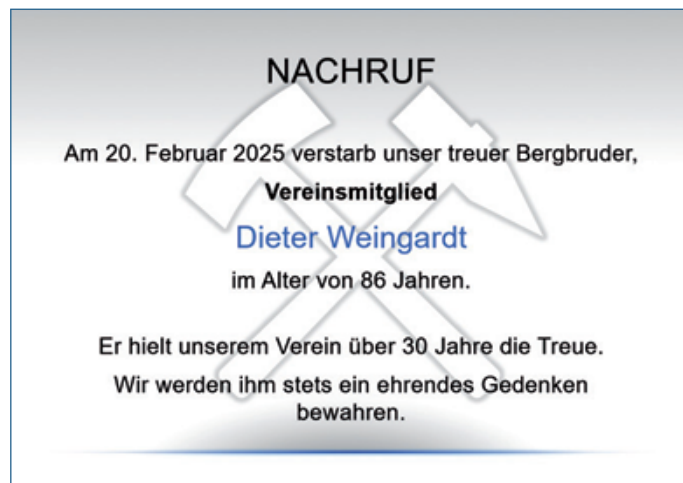 NACHRUF
Am 20. Februar 2025 verstarb unser treuer Bergbruder,
Vereinsmitglied
Dieter Weingardt
im Alter von 86 Jahren.
Er hielt unserem Verein über 30 Jahre die Treue.
Wir werden ihm stets ein ehrendes Gedenken
bewahren.